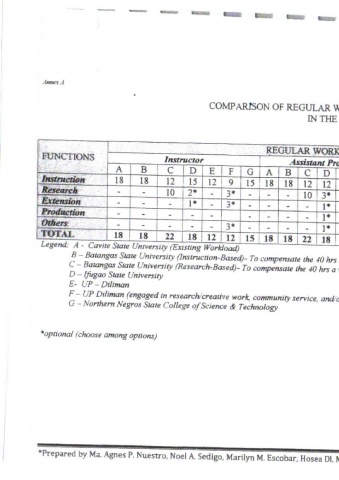 Annex A
COMPARISON OF REGULAR W
IN THE
FUNCTIONS REGULAR WORK
Instructor Assistant Pro
A B C D E F G A B C D
Instruction 18 18 12 15 12 9 15 18 18 12 12
Research - - 10 2* - 3* - - - 10 3*
Extension - - - 1* - 3* - - - - 1*
Production - - - - - - - - - - 1*
Others - - - - - 3* - - - - 1*
TOTAL 18 18 22 18 12 12 15 18 18 22 18
Legend: A - Cavite State University (Existing Workload)
B – Batangas State University (Instruction-Based)- To compensate the 40 hrs
C – Batangas State University (Research-Based)- To compensate the 40 hrs a
D – Ifugao State University
E- UP – Diliman
F – UP Diliman (engaged in research/creative work, community service, and/o
G – Northern Negros State College of Science & Technology
*optional (choose among options)
*Prepared by Ma. Agnes P. Nuestro, Noel A. Sedigo, Marilyn M. Escobar, Hosea DL M